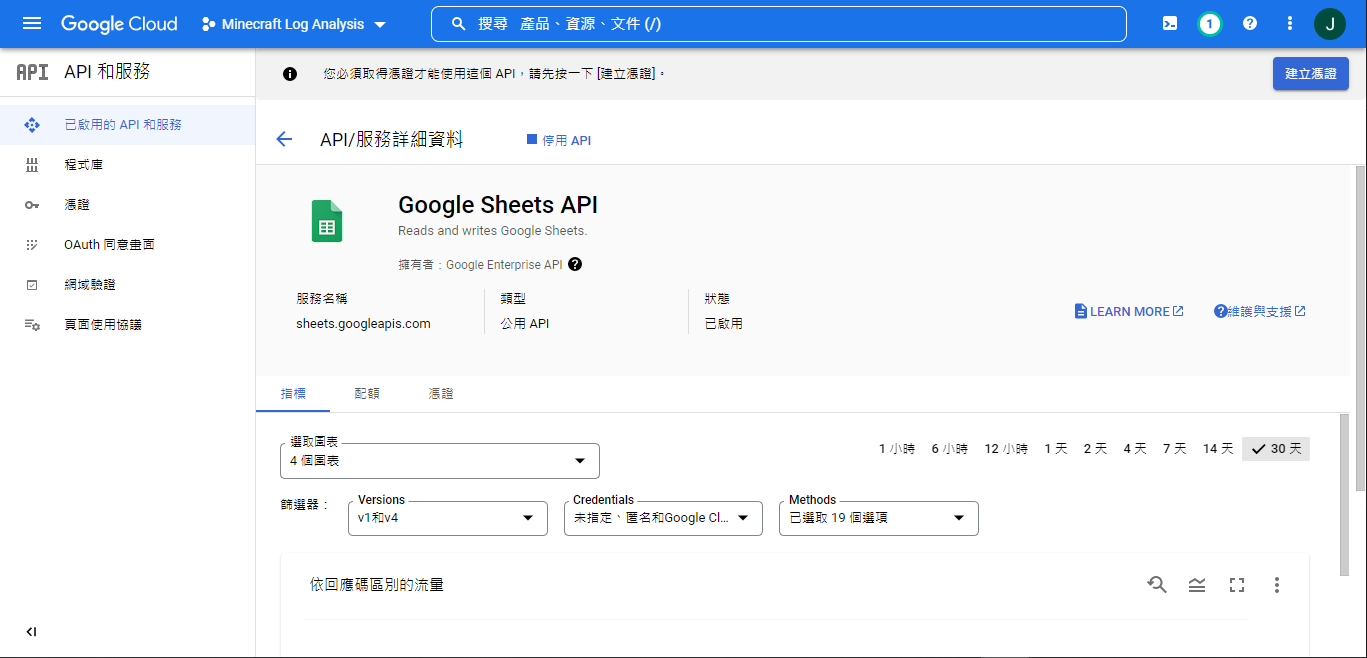 Google Cloud
Minecraft Log Analysis
搜尋 產品、資源、文件 (/)
1
J
API API 和服務
您必須取得憑證才能使用這個 API，請先按一下 [建立憑證]。
建立憑證
已啟用的 API 和服務
程式庫
憑證
OAuth 同意畫面
網域驗證
頁面使用協議
API/服務詳細資料
停用 API
Google Sheets API
Reads and writes Google Sheets.
擁有者：Google Enterprise API
服務名稱
sheets.googleapis.com
類型
公用 API
狀態
已啟用
LEARN MORE
維護與支援
指標 配額 憑證
選取圖表
4 個圖表
1 小時 6 小時 12 小時 1 天 2 天 4 天 7 天 14 天 30 天
篩選器：
Versions
v1和v4
Credentials
未指定、匿名和Google Cl...
Methods
已選取 19 個選項
依回應碼區別的流量